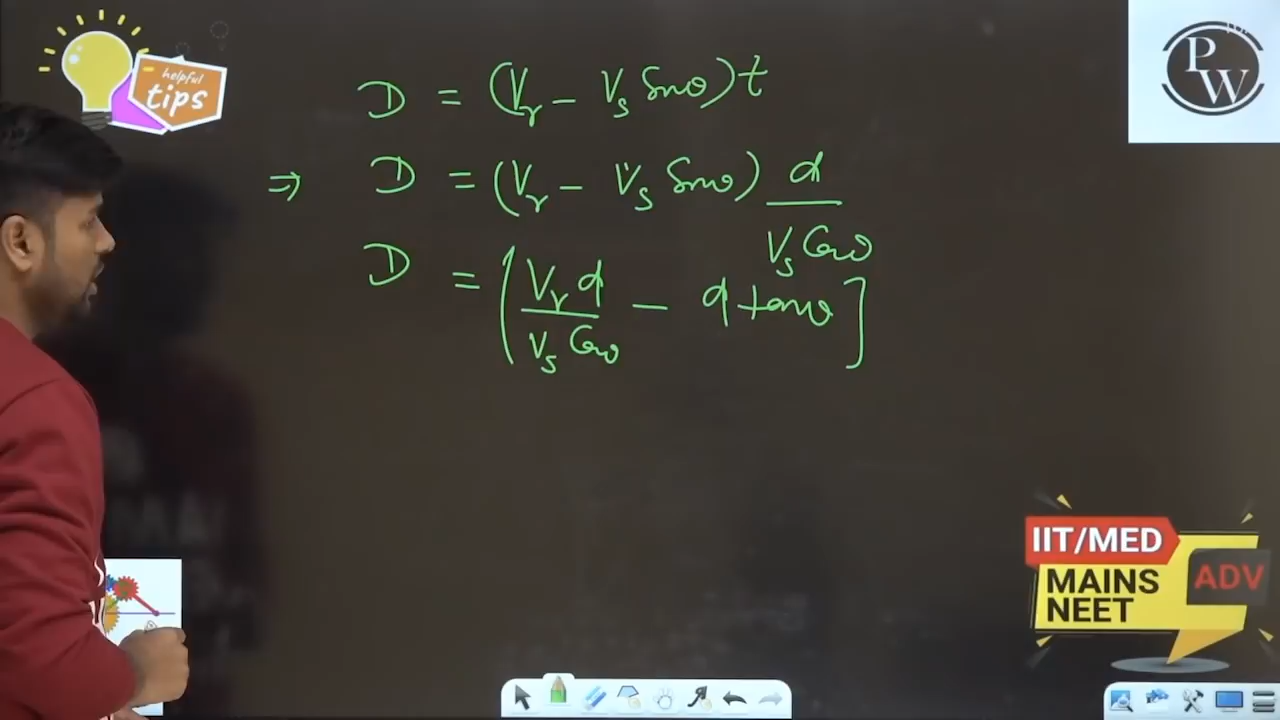 helpful
tips
PW
D = (Vr - Vs Sinθ) t
⇒ D = (Vr - Vs Sinθ) d / Vs Cosθ
D = [Vr d / Vs Cosθ - d tanθ]
IIT/MED
MAINS ADV
NEET